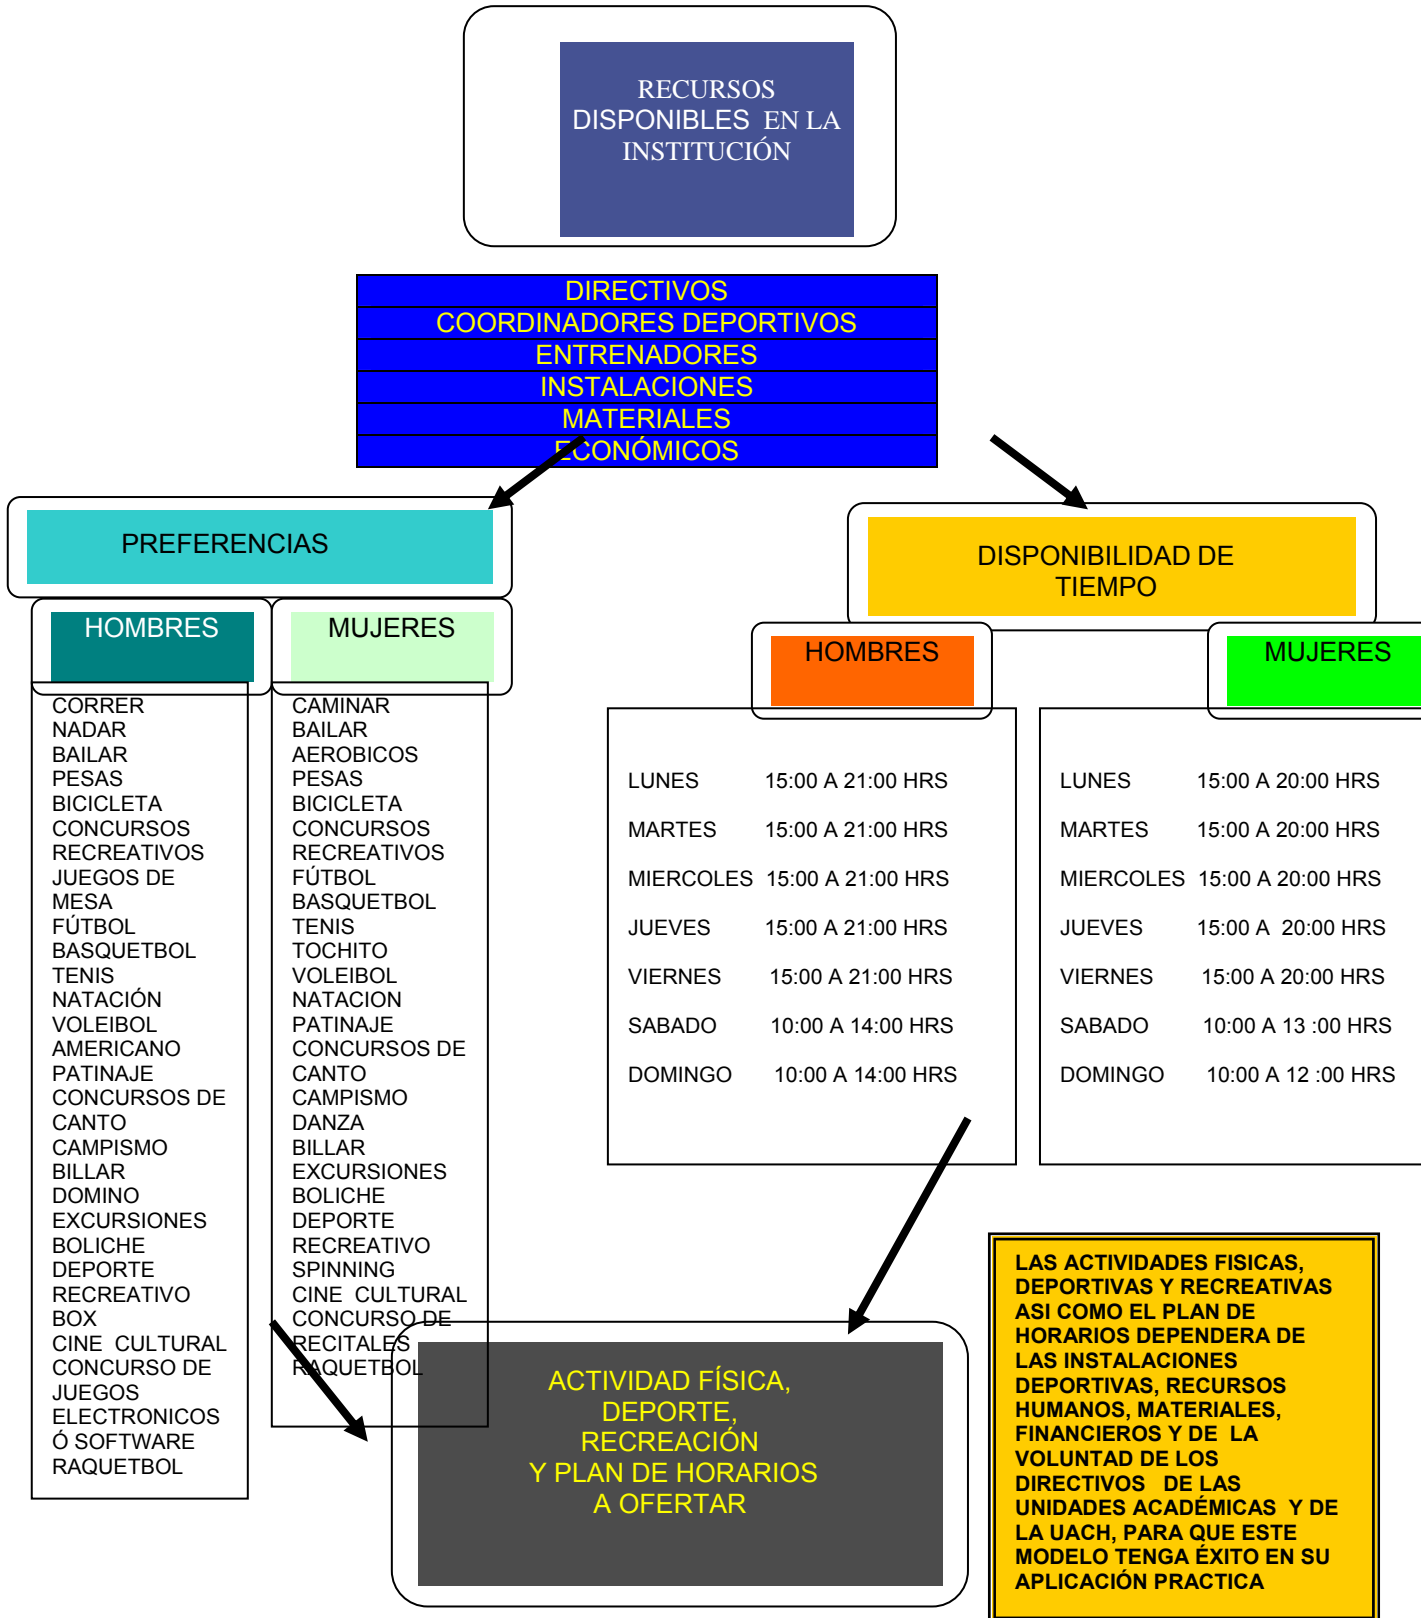 RECURSOS
DISPONIBLES EN LA
INSTITUCIÓN
DIRECTIVOS
COORDINADORES DEPORTIVOS
ENTRENADORES
INSTALACIONES
MATERIALES
ECONÓMICOS
PREFERENCIAS
HOMBRES
CORRER
NADAR
BAILAR
PESAS
BICICLETA
CONCURSOS
RECREATIVOS
JUEGOS DE
MESA
FÚTBOL
BASQUETBOL
TENIS
NATACIÓN
VOLEIBOL
AMERICANO
PATINAJE
CONCURSOS DE
CANTO
CAMPISMO
BILLAR
DOMINO
EXCURSIONES
BOLICHE
DEPORTE
RECREATIVO
BOX
CINE CULTURAL
CONCURSO DE
JUEGOS
ELECTRONICOS
Ó SOFTWARE
RAQUETBOL
MUJERES
CAMINAR
BAILAR
AEROBICOS
PESAS
BICICLETA
CONCURSOS
RECREATIVOS
FÚTBOL
BASQUETBOL
TENIS
TOCHITO
VOLEIBOL
NATACION
PATINAJE
CONCURSOS DE
CANTO
CAMPISMO
DANZA
BILLAR
EXCURSIONES
BOLICHE
DEPORTE
RECREATIVO
SPINNING
CINE CULTURAL
CONCURSO DE
RECITALES
RAQUETBOL
DISPONIBILIDAD DE
TIEMPO
HOMBRES
LUNES 15:00 A 21:00 HRS
MARTES 15:00 A 21:00 HRS
MIERCOLES 15:00 A 21:00 HRS
JUEVES 15:00 A 21:00 HRS
VIERNES 15:00 A 21:00 HRS
SABADO 10:00 A 14:00 HRS
DOMINGO 10:00 A 14:00 HRS
MUJERES
LUNES 15:00 A 20:00 HRS
MARTES 15:00 A 20:00 HRS
MIERCOLES 15:00 A 20:00 HRS
JUEVES 15:00 A 20:00 HRS
VIERNES 15:00 A 20:00 HRS
SABADO 10:00 A 13 :00 HRS
DOMINGO 10:00 A 12 :00 HRS
ACTIVIDAD FÍSICA,
DEPORTE,
RECREACIÓN
Y PLAN DE HORARIOS
A OFERTAR
LAS ACTIVIDADES FISICAS,
DEPORTIVAS Y RECREATIVAS
ASI COMO EL PLAN DE
HORARIOS DEPENDERA DE
LAS INSTALACIONES
DEPORTIVAS, RECURSOS
HUMANOS, MATERIALES,
FINANCIEROS Y DE LA
VOLUNTAD DE LOS
DIRECTIVOS DE LAS
UNIDADES ACADÉMICAS Y DE
LA UACH, PARA QUE ESTE
MODELO TENGA ÉXITO EN SU
APLICACIÓN PRACTICA